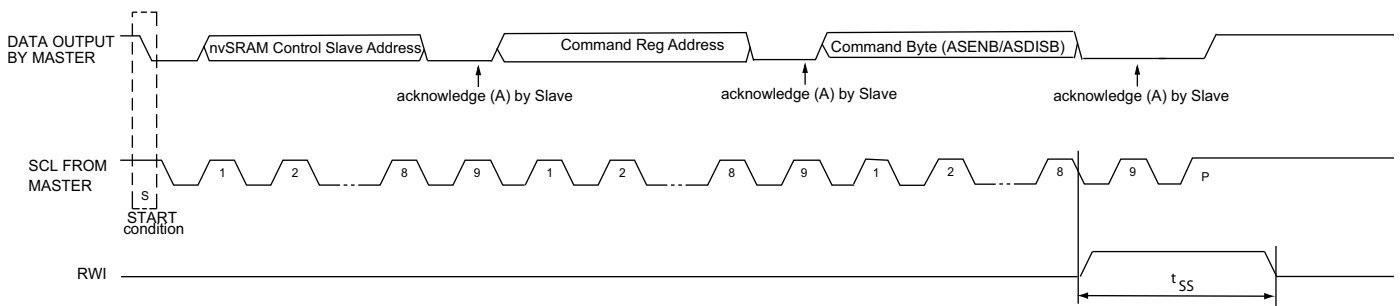 DATA OUTPUT
BY MASTER
nvSRAM Control Slave Address
Command Reg Address
Command Byte (ASENB/ASDISB)
acknowledge (A) by Slave
acknowledge (A) by Slave
acknowledge (A) by Slave
SCL FROM
MASTER
S
1
2
8
9
1
2
8
9
1
2
8
9
P
START
condition
RWI
tSS